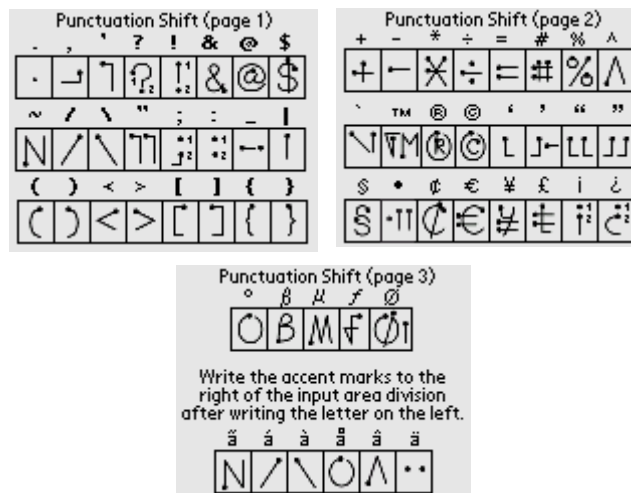 Punctuation Shift (page 1)
. , ' ? ! & @ $
~ / \ " ; : _ |
( ) < > [ ] { }
Punctuation Shift (page 2)
+ - * ÷ = # % ^
` ™ ® © ‘ ’ “ ”
§ • ¢ € ¥ £ ¡ ¿
Punctuation Shift (page 3)
° β µ ƒ Ø
Write the accent marks to the
right of the input area division
after writing the letter on the left.
ã á à å â ä